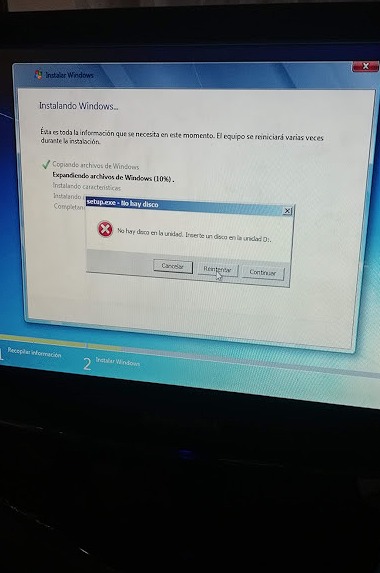 Instalar Windows
Instalando Windows...
Ésta es toda la información que se necesita en este momento. El equipo se reiniciará varias veces
durante la instalación.
Copiando archivos de Windows
Expandiendo archivos de Windows (10%) .
Instalando características
Instalando
Completan
setup.exe - No hay disco
No hay disco en la unidad. Inserte un disco en la unidad D:.
Cancelar
Reintentar
Continuar
1 Recopilar información
2 Instalar Windows